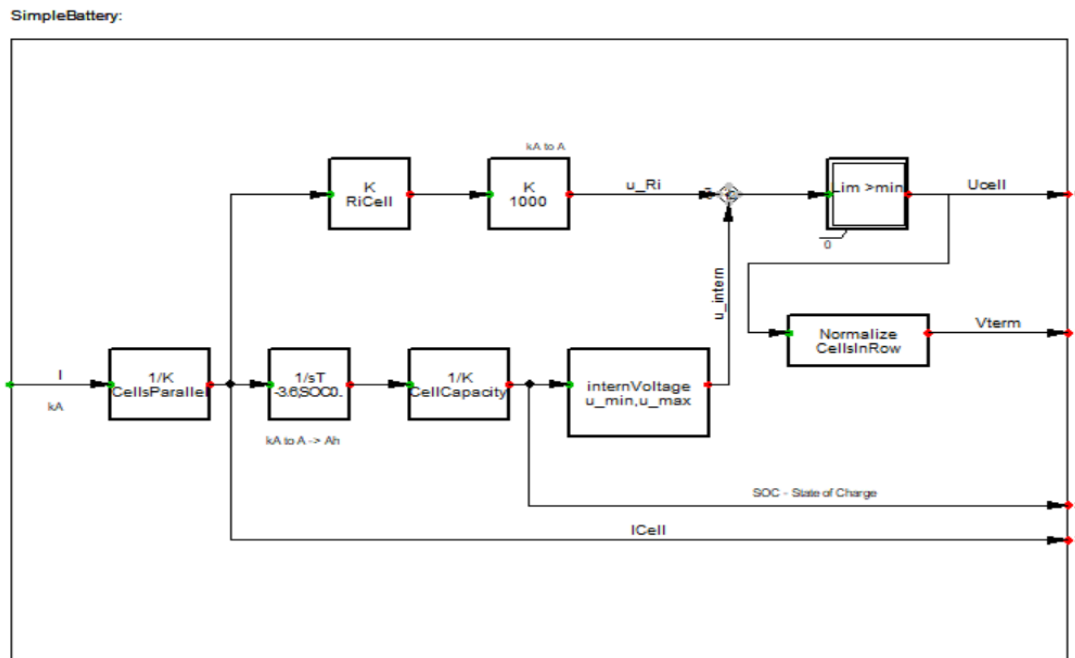 SimpleBattery:
kA to A
K
RiCell
K
1000
u_Ri
Lim >min
0
Ucell
u_intern
Normalize
CellsInRow
Vterm
I
kA
1/K
CellsParallel
1/sT
-3.6,SOC0.
kA to A -> Ah
1/K
CellCapacity
internVoltage
u_min,u_max
SOC - State of Charge
ICell